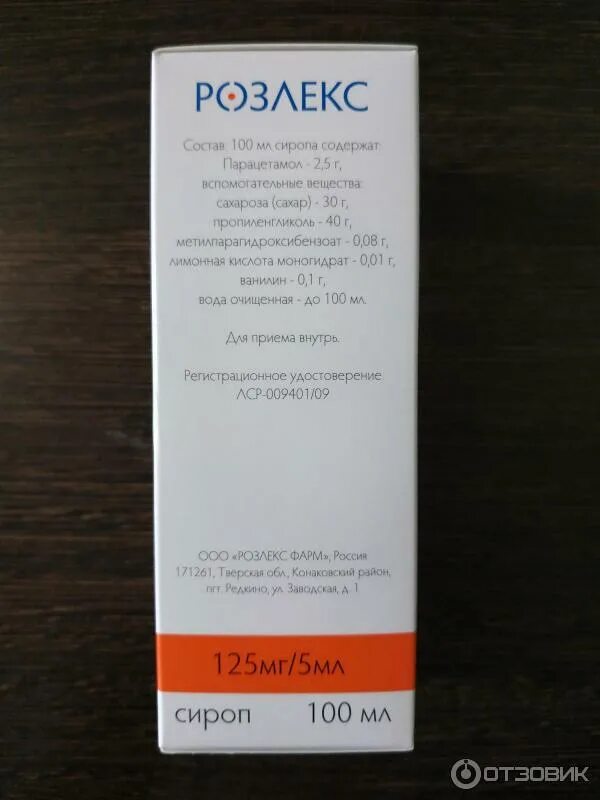 РОЗЛЕКС
Состав: 100 мл сиропа содержат:
Парацетамол - 2,5 г,
вспомогательные вещества:
сахароза (сахар) - 30 г,
пропиленгликоль - 40 г,
метилпарагидроксибензоат - 0,08 г,
лимонная кислота моногидрат - 0,01 г,
ванилин - 0,1 г,
вода очищенная - до 100 мл.
Для приема внутрь.
Регистрационное удостоверение
ЛСР-009401/09
ООО «РОЗЛЕКС ФАРМ», Россия
171261, Тверская обл., Конаковский район,
пгт. Редкино, ул. Заводская, д. 1
125мг/5мл
сироп 100 мл
ОТЗОВИК